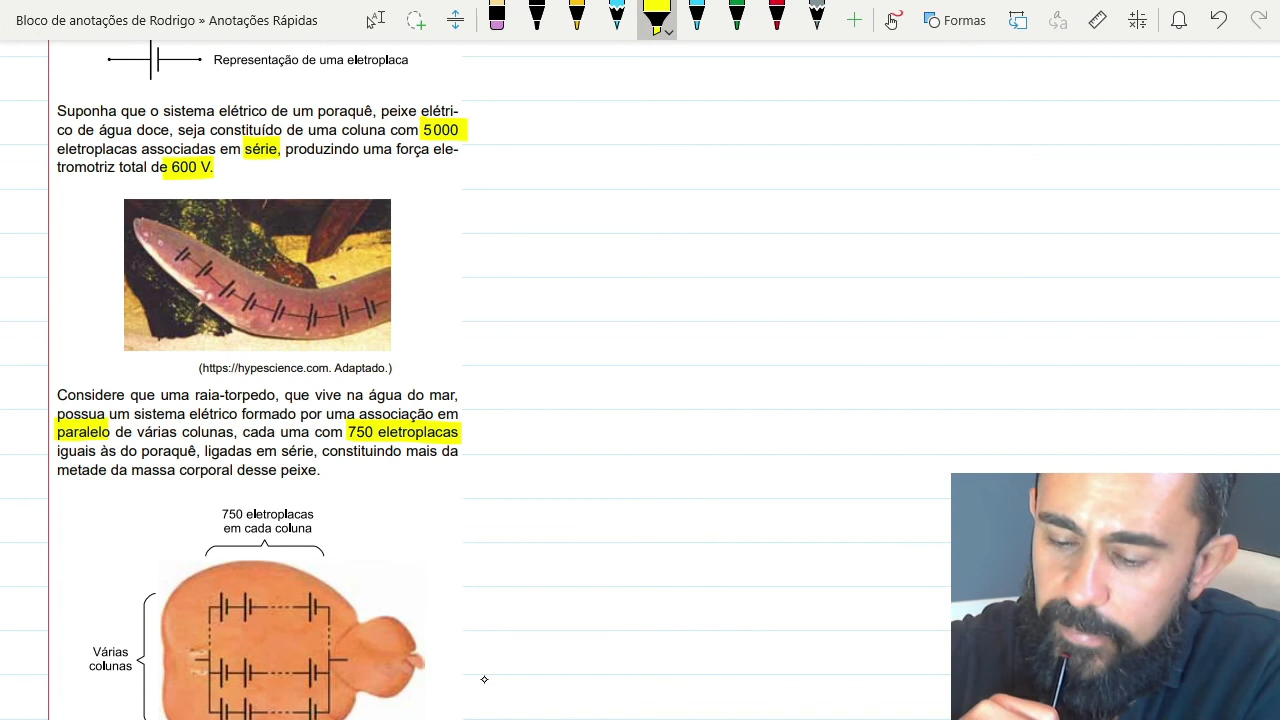 Bloco de anotações de Rodrigo » Anotações Rápidas
Formas
Representação de uma eletroplaca
Suponha que o sistema elétrico de um poraquê, peixe elétri-
co de água doce, seja constituído de uma coluna com 5 000
eletroplacas associadas em série, produzindo uma força ele-
tromotriz total de 600 V.
(https://hypescience.com. Adaptado.)
Considere que uma raia-torpedo, que vive na água do mar,
possua um sistema elétrico formado por uma associação em
paralelo de várias colunas, cada uma com 750 eletroplacas
iguais às do poraquê, ligadas em série, constituindo mais da
metade da massa corporal desse peixe.
750 eletroplacas
em cada coluna
Várias
colunas